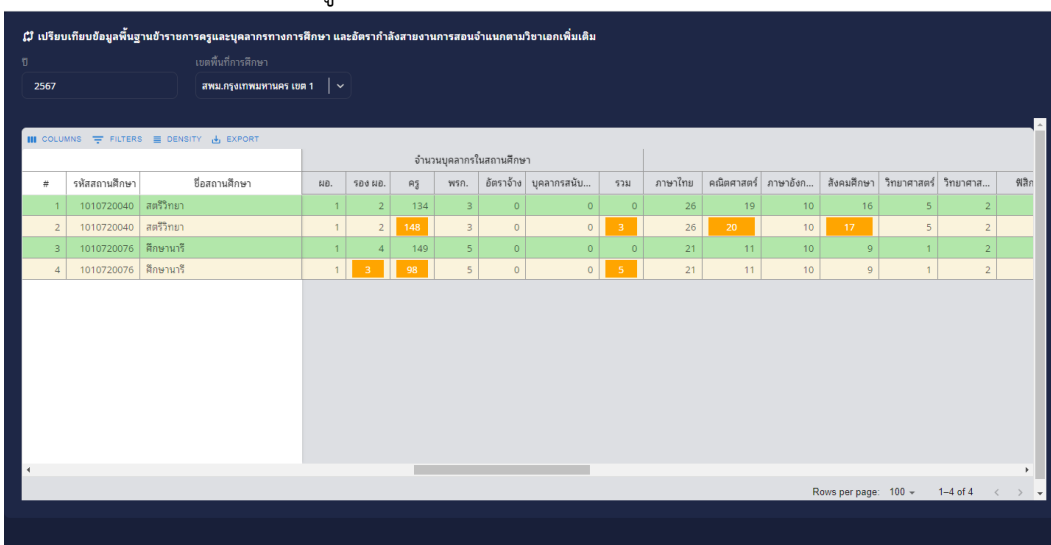 เปรียบเทียบข้อมูลพื้นฐานข้าราชการครูและบุคลากรทางการศึกษา และอัตรากำลังสายงานการสอนจำแนกตามวิชาเอกเพิ่มเติม
ปี เขตพื้นที่การศึกษา
2567 สพม.กรุงเทพมหานคร เขต 1
COLUMNS FILTERS DENSITY EXPORT
จำนวนบุคลากรในสถานศึกษา
# รหัสสถานศึกษา ชื่อสถานศึกษา ผอ. รอง ผอ. ครู พรก. อัตราจ้าง บุคลากรสนับ... รวม ภาษาไทย คณิตศาสตร์ ภาษาอังก... สังคมศึกษา วิทยาศาสตร์ วิทยาศาส... ฟิสิก
1 1010720040 สตรีวิทยา 1 2 134 3 0 0 0 26 19 10 16 5 2
2 1010720040 สตรีวิทยา 1 2 148 3 0 0 3 26 20 10 17 5 2
3 1010720076 ศึกษานารี 1 4 149 5 0 0 0 21 11 10 9 1 2
4 1010720076 ศึกษานารี 1 3 98 5 0 0 5 21 11 10 9 1 2
Rows per page: 100 1–4 of 4